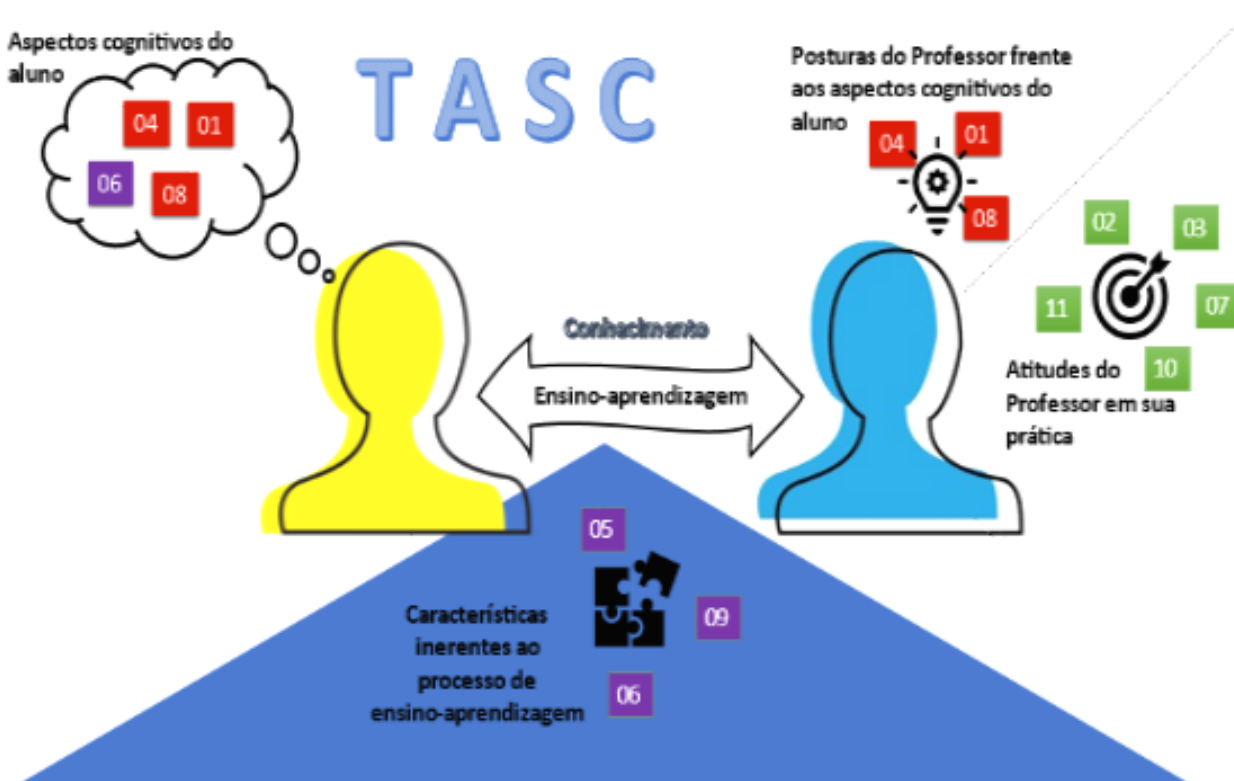 Aspectos cognitivos do
aluno
04 01
06 08
TASC
Posturas do Professor frente
aos aspectos cognitivos do
aluno
04 01
08
02 03
11 07
10
Atitudes do
Professor em sua
prática
Conhecimento
Ensino-aprendizagem
05
09
06
Características
inerentes ao
processo de
ensino-aprendizagem